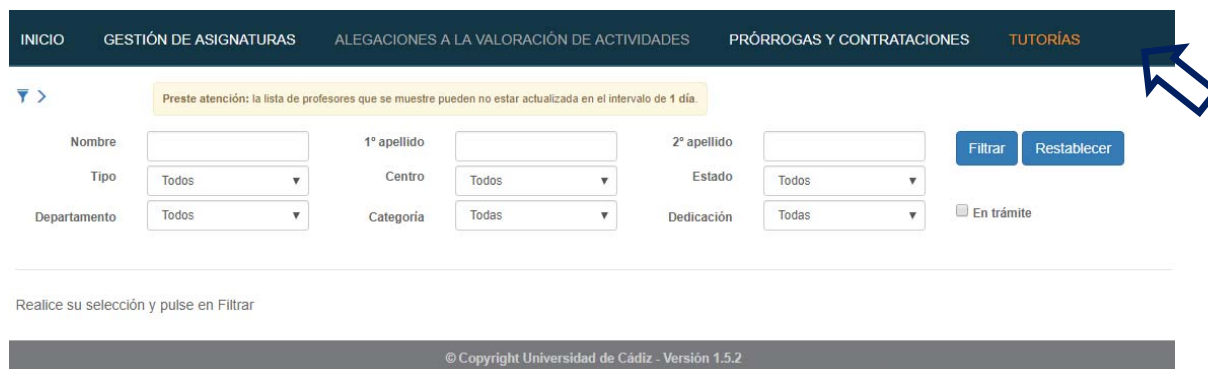 INICIO GESTIÓN DE ASIGNATURAS ALEGACIONES A LA VALORACIÓN DE ACTIVIDADES PRÓRROGAS Y CONTRATACIONES TUTORÍAS
Preste atención: la lista de profesores que se muestre pueden no estar actualizada en el intervalo de 1 día.
Nombre 1º apellido 2º apellido Filtrar Restablecer
Tipo Todos Centro Todos Estado Todos
Departamento Todos Categoría Todas Dedicación Todas En trámite
Realice su selección y pulse en Filtrar
© Copyright Universidad de Cádiz - Versión 1.5.2